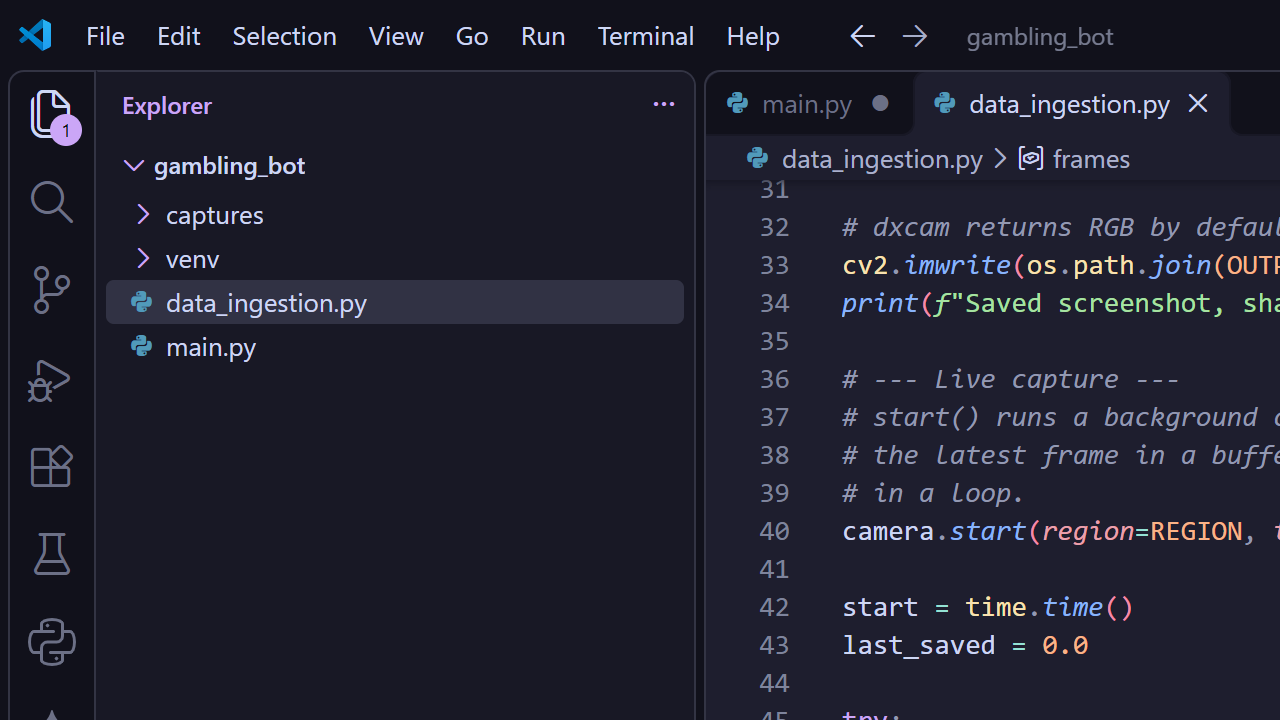 File Edit Selection View Go Run Terminal Help gambling_bot
Explorer
1
gambling_bot
captures
venv
data_ingestion.py
main.py
main.py data_ingestion.py
data_ingestion.py frames
31
32 # dxcam returns RGB by defau
33 cv2.imwrite(os.path.join(OUTP
34 print(f"Saved screenshot, sha
35
36 # --- Live capture ---
37 # start() runs a background
38 # the latest frame in a buffe
39 # in a loop.
40 camera.start(region=REGION,
41
42 start = time.time()
43 last_saved = 0.0
44
45 try: